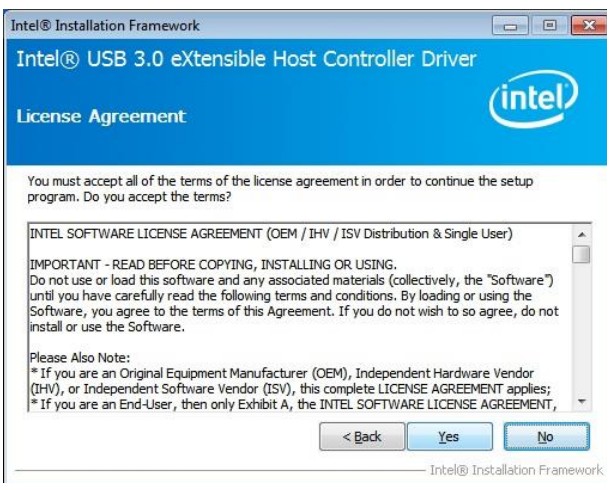 Intel® Installation Framework
Intel® USB 3.0 eXtensible Host Controller Driver
intel
License Agreement
You must accept all of the terms of the license agreement in order to continue the setup
program. Do you accept the terms?
INTEL SOFTWARE LICENSE AGREEMENT (OEM / IHV / ISV Distribution & Single User)
IMPORTANT - READ BEFORE COPYING, INSTALLING OR USING.
Do not use or load this software and any associated materials (collectively, the "Software")
until you have carefully read the following terms and conditions. By loading or using the
Software, you agree to the terms of this Agreement. If you do not wish to so agree, do not
install or use the Software.
Please Also Note:
* If you are an Original Equipment Manufacturer (OEM), Independent Hardware Vendor
(IHV), or Independent Software Vendor (ISV), this complete LICENSE AGREEMENT applies;
* If you are an End-User, then only Exhibit A, the INTEL SOFTWARE LICENSE AGREEMENT,
< Back Yes No
Intel® Installation Framework